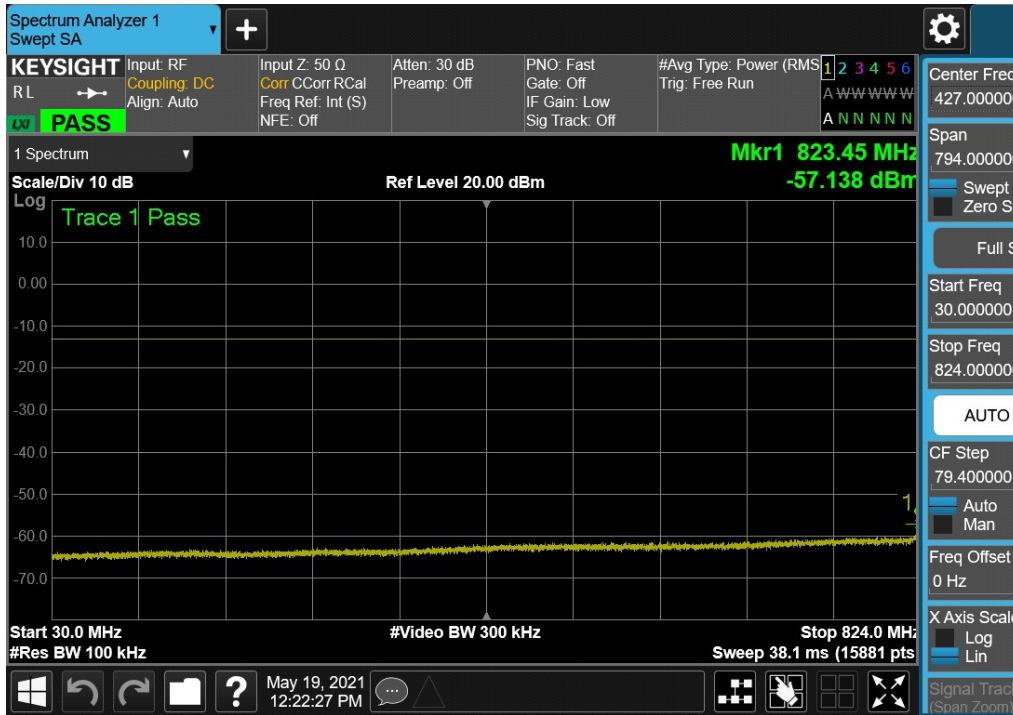 Spectrum Analyzer 1
Swept SA
KEYSIGHT
R L
LXI
PASS
Input: RF
Coupling: DC
Align: Auto
Input Z: 50 Ω
Corr CCorr RCal
Freq Ref: Int (S)
NFE: Off
Atten: 30 dB
Preamp: Off
PNO: Fast
Gate: Off
IF Gain: Low
Sig Track: Off
#Avg Type: Power (RMS
Trig: Free Run
1 2 3 4 5 6
A W W W W W
A N N N N N
1 Spectrum
Scale/Div 10 dB
Ref Level 20.00 dBm
Mkr1 823.45 MHz
-57.138 dBm
Log
Trace 1 Pass
10.0
0.00
-10.0
-20.0
-30.0
-40.0
-50.0
-60.0
-70.0
1
Start 30.0 MHz
#Video BW 300 kHz
Stop 824.0 MHz
#Res BW 100 kHz
Sweep 38.1 ms (15881 pts
?
May 19, 2021
12:22:27 PM
Center Freq
427.00000
Span
794.00000
Swept
Zero S
Full S
Start Freq
30.000000
Stop Freq
824.00000
AUTO
CF Step
79.400000
Auto
Man
Freq Offset
0 Hz
X Axis Scale
Log
Lin
Signal Track
(Span Zoom)